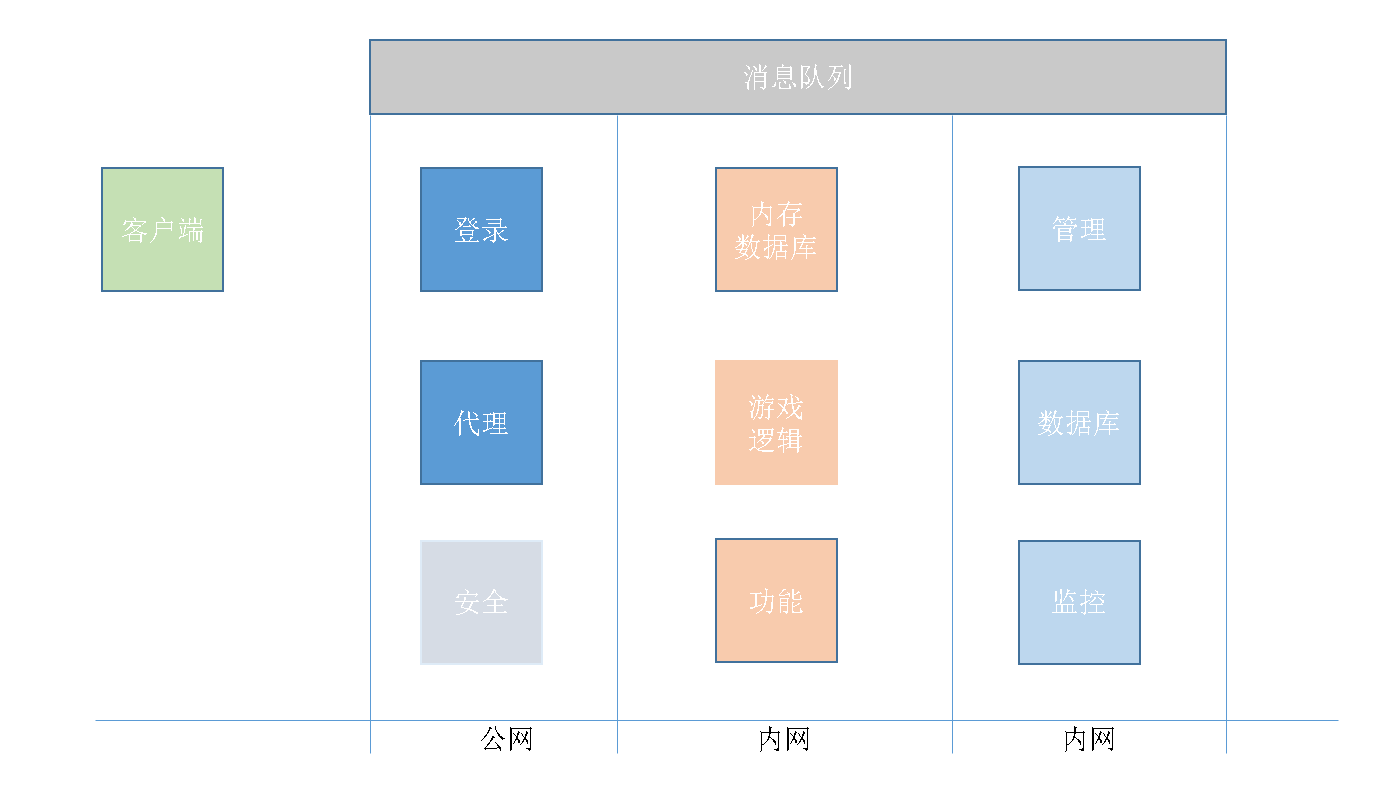 消息队列
客户端
登录
内存
数据库
管理
代理
游戏
逻辑
数据库
安全
功能
监控
公网
内网
内网